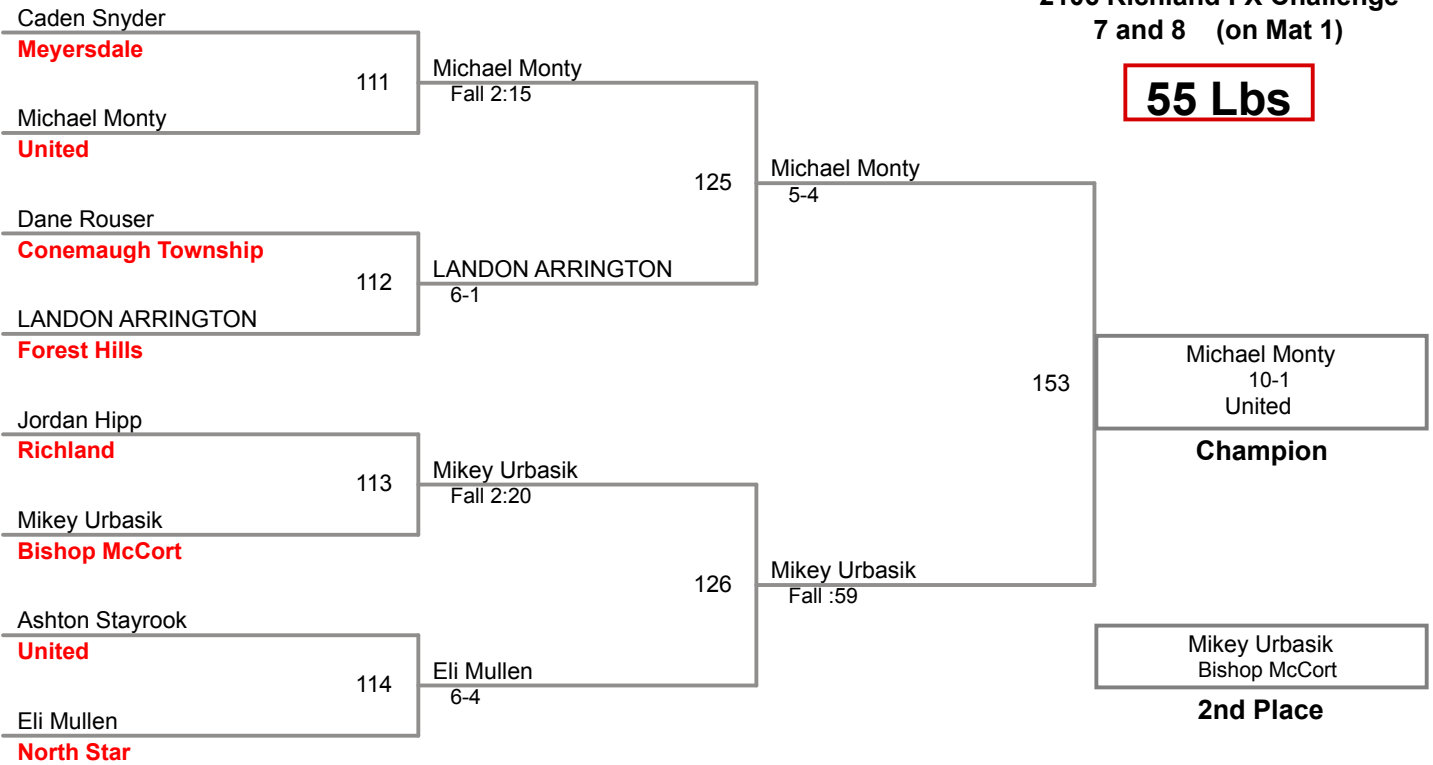 7 and 8 (on Mat 1)
55 Lbs
Caden Snyder
Meyersdale
111
Michael Monty
Fall 2:15
Michael Monty
United
125
Michael Monty
5-4
Dane Rouser
Conemaugh Township
112
LANDON ARRINGTON
6-1
LANDON ARRINGTON
Forest Hills
153
Michael Monty
10-1
United
Champion
Jordan Hipp
Richland
113
Mikey Urbasik
Fall 2:20
Mikey Urbasik
Bishop McCort
126
Mikey Urbasik
Fall :59
Ashton Stayrook
United
114
Eli Mullen
6-4
Eli Mullen
North Star
Mikey Urbasik
Bishop McCort
2nd Place